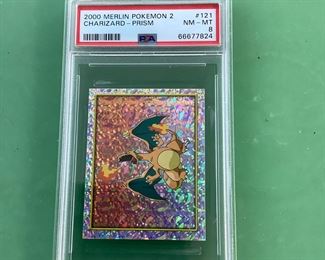 2000 MERLIN POKEMON 2 #121
CHARIZARD-PRISM NM-MT
8
PSA 66677824